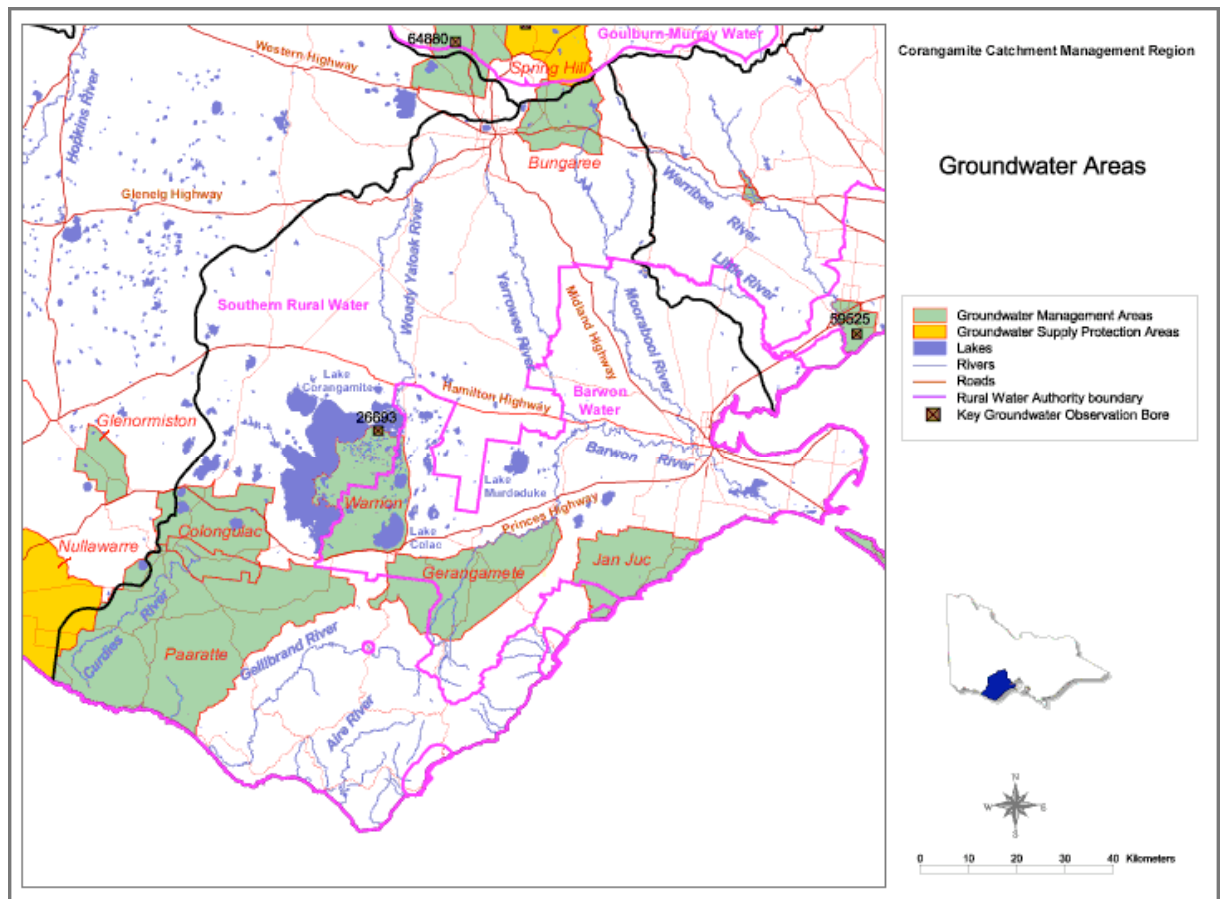 64880
Goulburn-Murray Water
Western Highway
Spring Hill
Hopkins River
Bungaree
Glenelg Highway
Werribee River
Little River
Woady Yaloak River
Southern Rural Water
Yarrowee River
Midland Highway
Moorabool River
59525
Lake
Corangamite
Hamilton Highway
Barwon
Water
26693
Glenormiston
Barwon River
Lake
Murdeduke
Warrion
Princes Highway
Colongulac
Lake
Colac
Nullawarre
Gerangamete
Jan Juc
Curdies River
Paaratte
Gellibrand River
Aire River
Corangamite Catchment Management Region
Groundwater Areas
Groundwater Management Areas
Groundwater Supply Protection Areas
Lakes
Rivers
Roads
Rural Water Authority boundary
Key Groundwater Observation Bore
N
W E
S
0 10 20 30 40 Kilometers